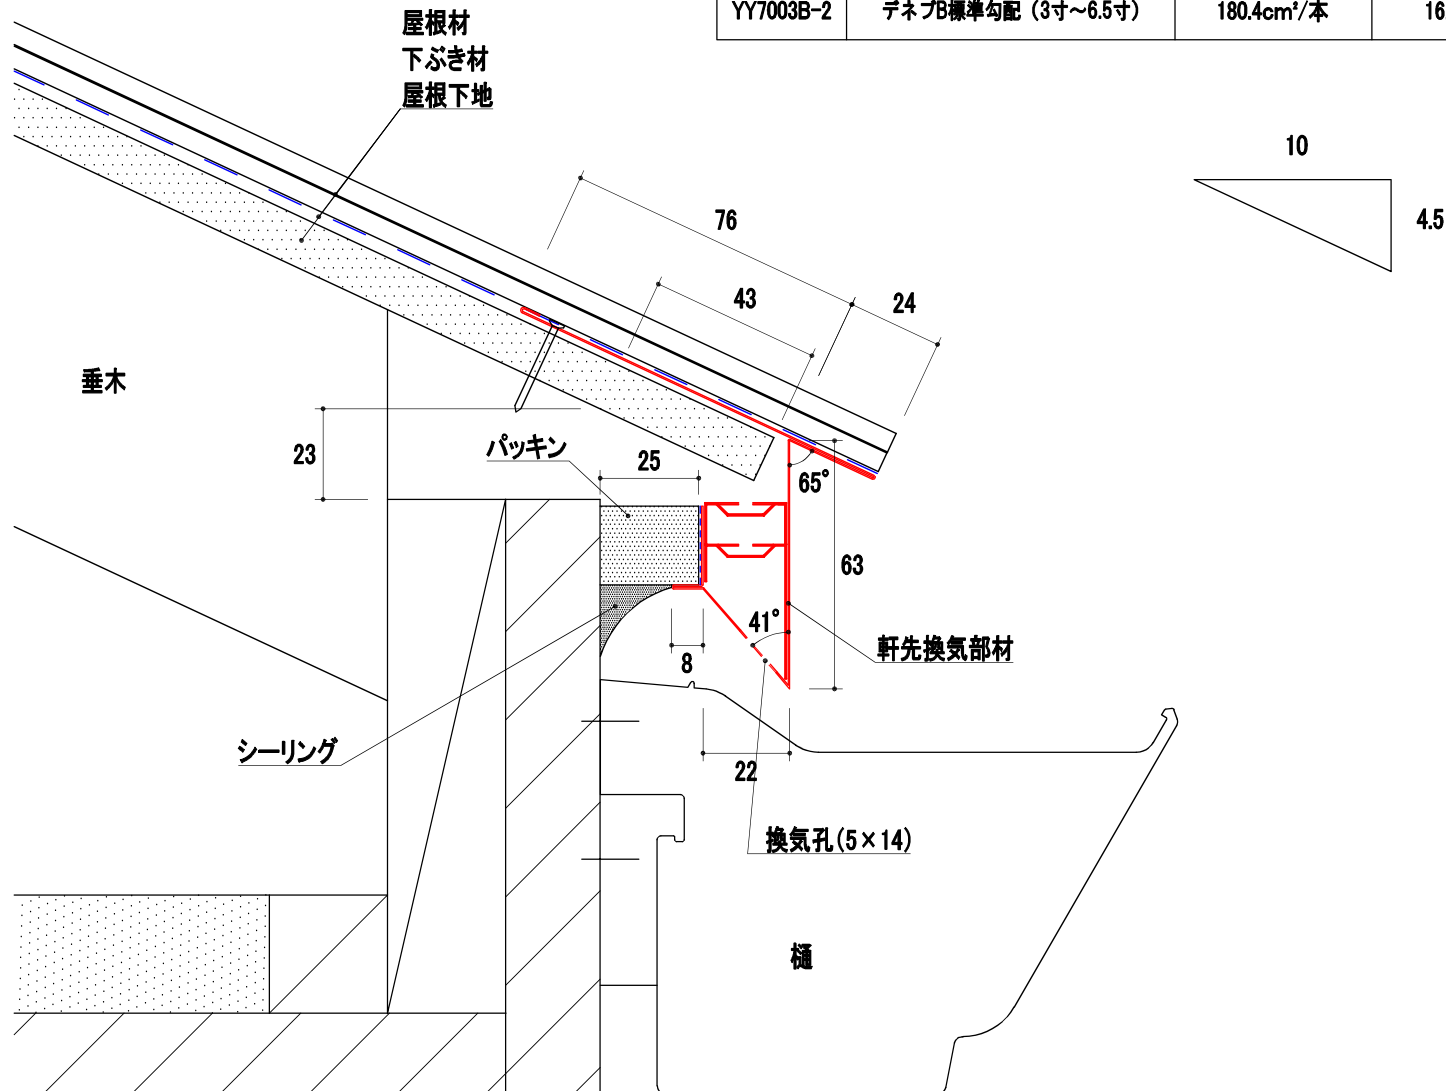 YY7003B-2 デネブB標準勾配（3寸～6.5寸） 180.4cm²/本 16
屋根材
下ぶき材
屋根下地
10
4.5
76
43
24
垂木
23
パッキン
25
65°
63
41°
8
軒先換気部材
シーリング
22
換気孔(5×14)
樋